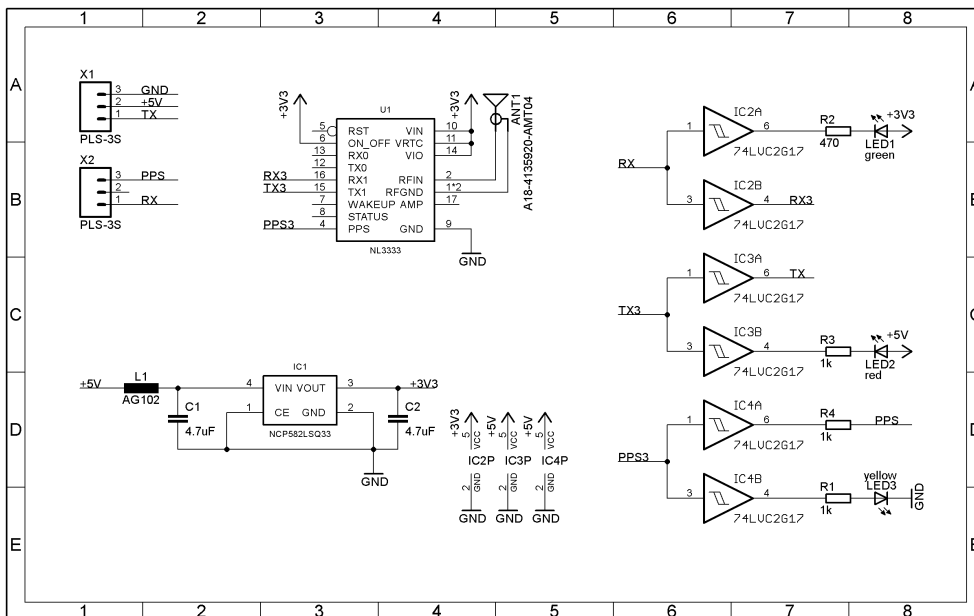 1 2 3 4 5 6 7 8
A
B
C
D
E
X1
3 GND
2 +5V
1 TX
PLS-3S
X2
3 PPS
2
1 RX
PLS-3S
U1
+3V3
+3V3
5 RST VIN 10
6 ON_OFF VRTC 11
13 RX0 VIO 14
12 TX0
RX3 16 RX1 RFIN 2
TX3 15 TX1 RFGND 1*2
7 WAKEUP AMP 17
8 STATUS
PPS3 4 PPS GND 9
NL3333
GND
ANT1
A18-4135920-AMT04
RX
1 IC2A 6
74LVC2G17
R2
470
LED1
green
+3V3
3 IC2B 4 RX3
74LVC2G17
TX3
1 IC3A 6 TX
74LVC2G17
3 IC3B 4
74LVC2G17
R3
1k
LED2
red
+5V
PPS3
1 IC4A 6
74LVC2G17
R4
1k
PPS
3 IC4B 4
74LVC2G17
R1
1k
yellow
LED3
GND
+5V
L1
AG102
C1
4.7uF
IC1
4 VIN VOUT 3
1 CE GND 2
NCP582LSQ33
+3V3
C2
4.7uF
GND
+3V3 +5V +5V
5 VCC 5 VCC 5 VCC
IC2P IC3P IC4P
2 GND 2 GND 2 GND
GND GND GND
A
B
C
D
E
1 2 3 4 5 6 7 8